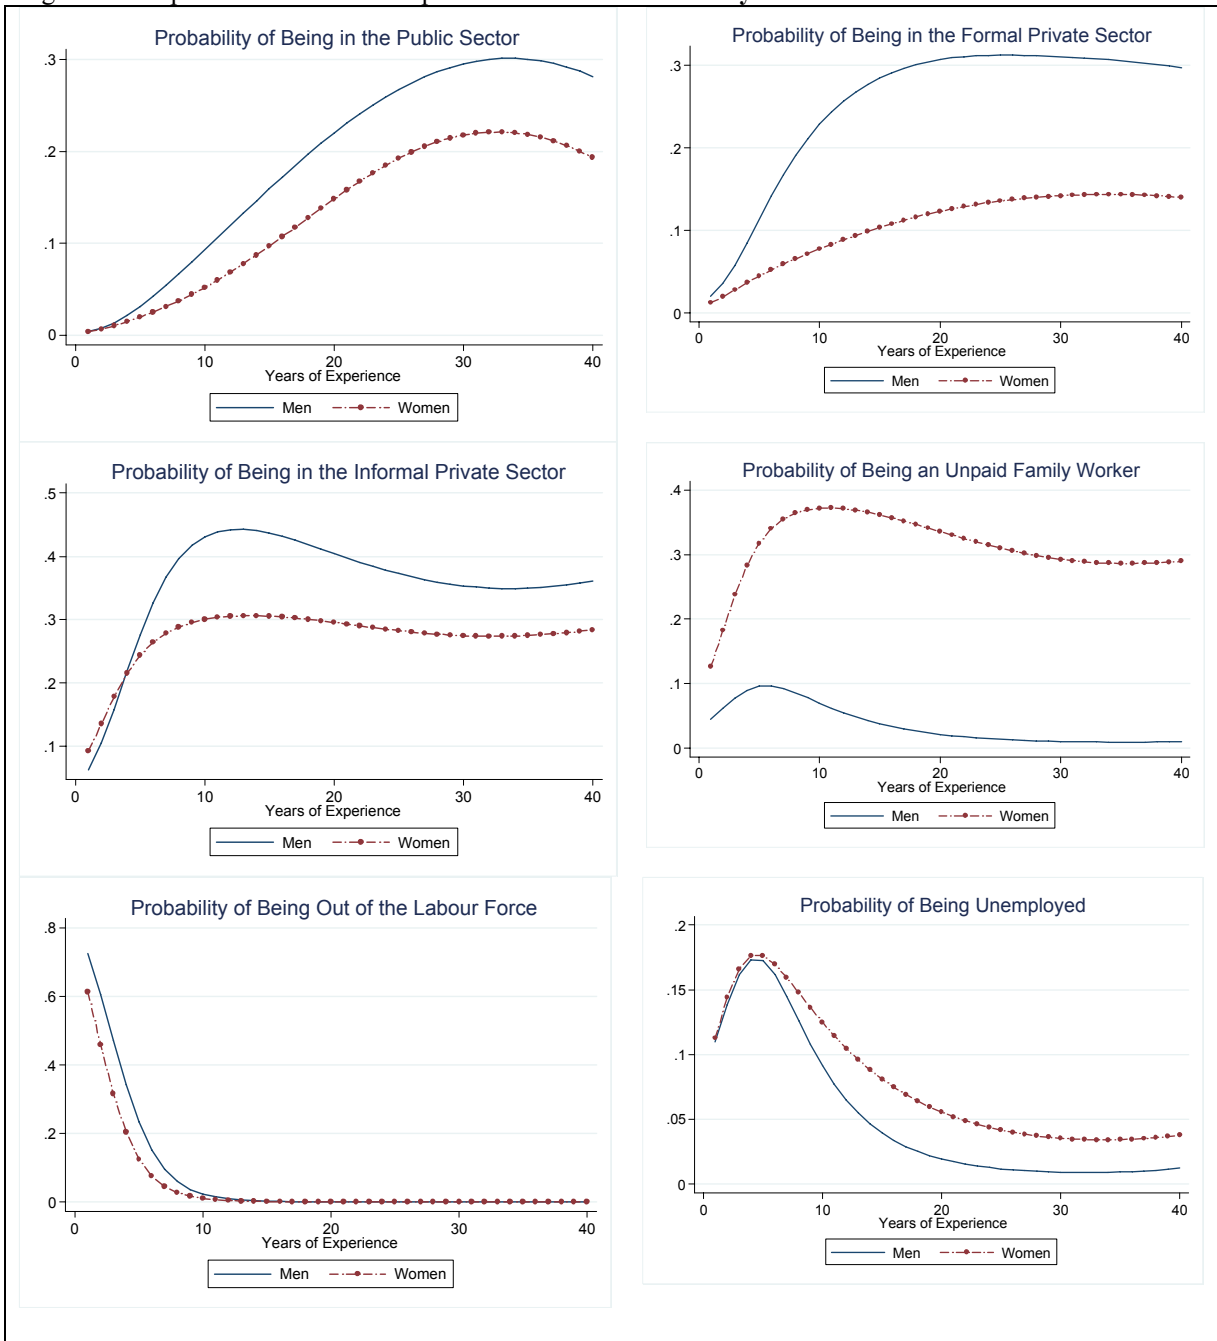 Probability of Being in the Public Sector
.3
.2
.1
0
0 10 20 30 40
Years of Experience
Men Women
Probability of Being in the Formal Private Sector
.3
.2
.1
0
0 10 20 30 40
Years of Experience
Men Women
Probability of Being in the Informal Private Sector
.5
.4
.3
.2
.1
0 10 20 30 40
Years of Experience
Men Women
Probability of Being an Unpaid Family Worker
.4
.3
.2
.1
0
0 10 20 30 40
Years of Experience
Men Women
Probability of Being Out of the Labour Force
.8
.6
.4
.2
0
0 10 20 30 40
Years of Experience
Men Women
Probability of Being Unemployed
.2
.15
.1
.05
0
0 10 20 30 40
Years of Experience
Men Women